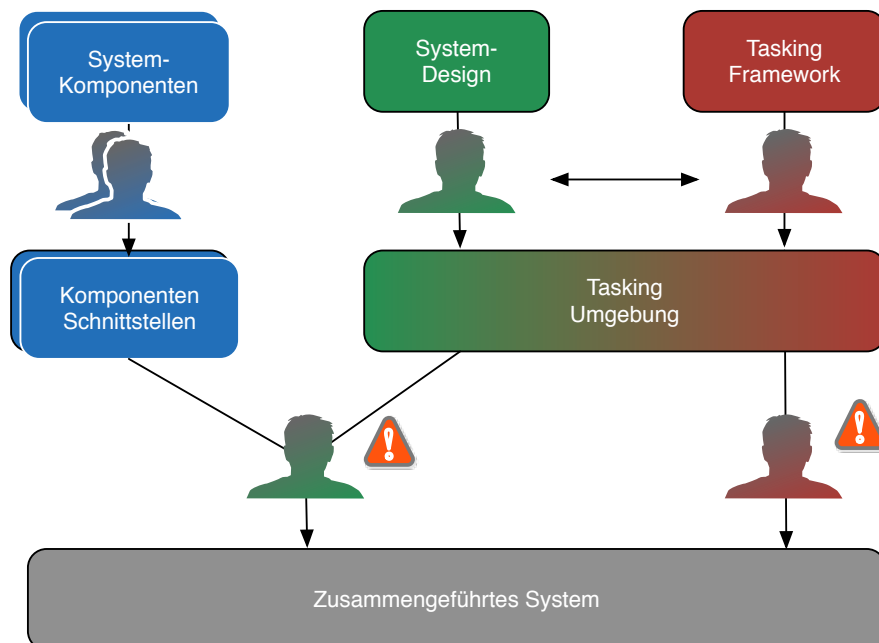 System-
Komponenten
System-
Design
Tasking
Framework
Komponenten
Schnittstellen
Tasking
Umgebung
!
!
Zusammengeführtes System